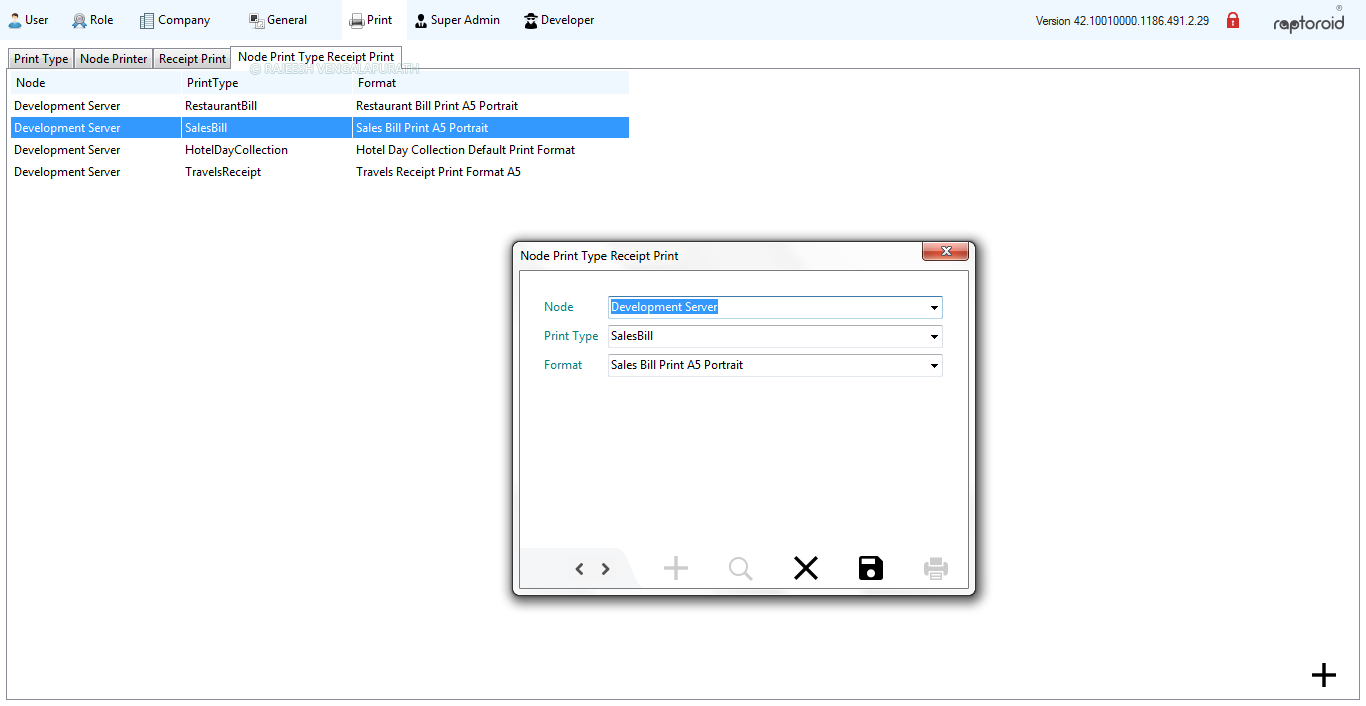 User Role Company General Print Super Admin Developer Version 42.10010000.1186.491.2.29 raptoroid ®
Print Type Node Printer Receipt Print Node Print Type Receipt Print
© RAJEESH VENGALAPURATH
Node PrintType Format
Development Server RestaurantBill Restaurant Bill Print A5 Portrait
Development Server SalesBill Sales Bill Print A5 Portrait
Development Server HotelDayCollection Hotel Day Collection Default Print Format
Development Server TravelsReceipt Travels Receipt Print Format A5
Node Print Type Receipt Print
Node Development Server
Print Type SalesBill
Format Sales Bill Print A5 Portrait